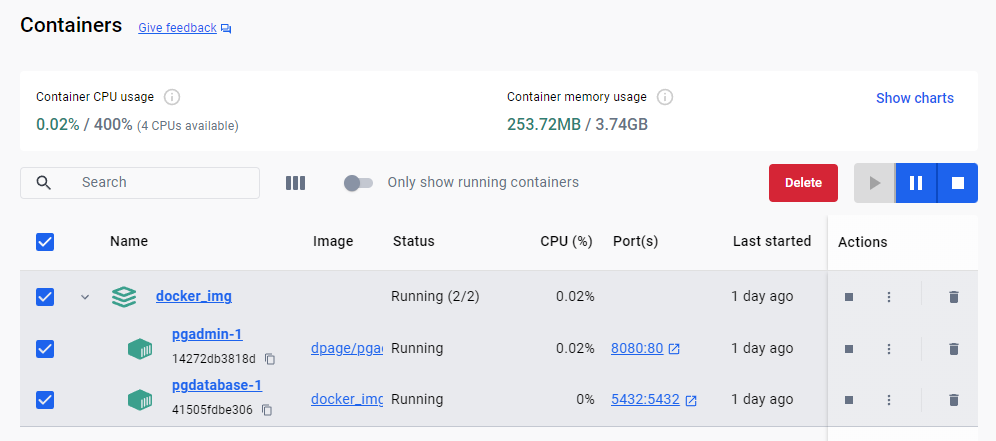 Containers Give feedback
Container CPU usage
0.02% / 400% (4 CPUs available)
Container memory usage
253.72MB / 3.74GB
Show charts
Search
Only show running containers
Delete
Name Image Status CPU (%) Port(s) Last started Actions
docker_img Running (2/2) 0.02% 1 day ago
pgadmin-1
14272db3818d
dpage/pga Running 0.02% 8080:80 1 day ago
pgdatabase-1
41505fdbe306
docker_img Running 0% 5432:5432 1 day ago